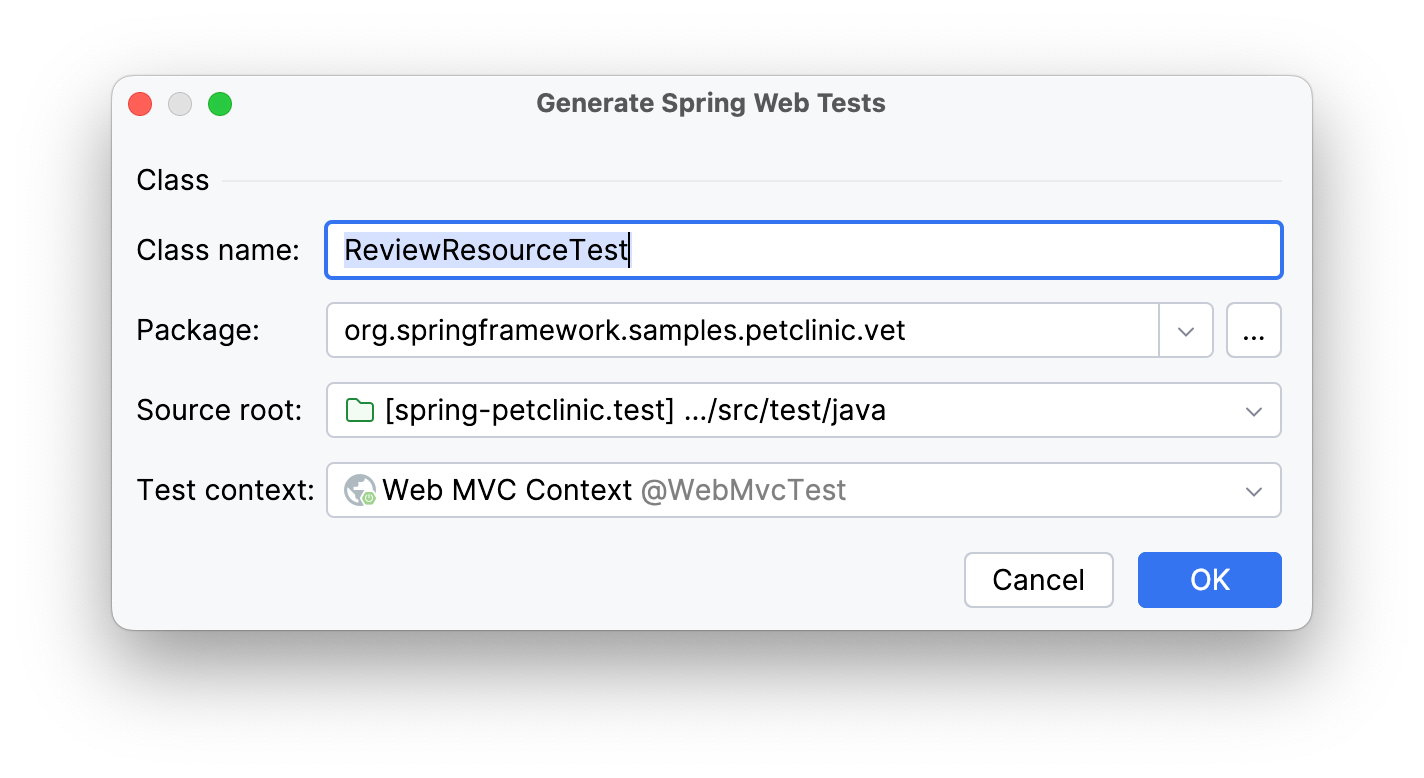 Generate Spring Web Tests
Class
Class name: ReviewResourceTest
Package: org.springframework.samples.petclinic.vet ...
Source root: [spring-petclinic.test] .../src/test/java
Test context: Web MVC Context @WebMvcTest
Cancel OK